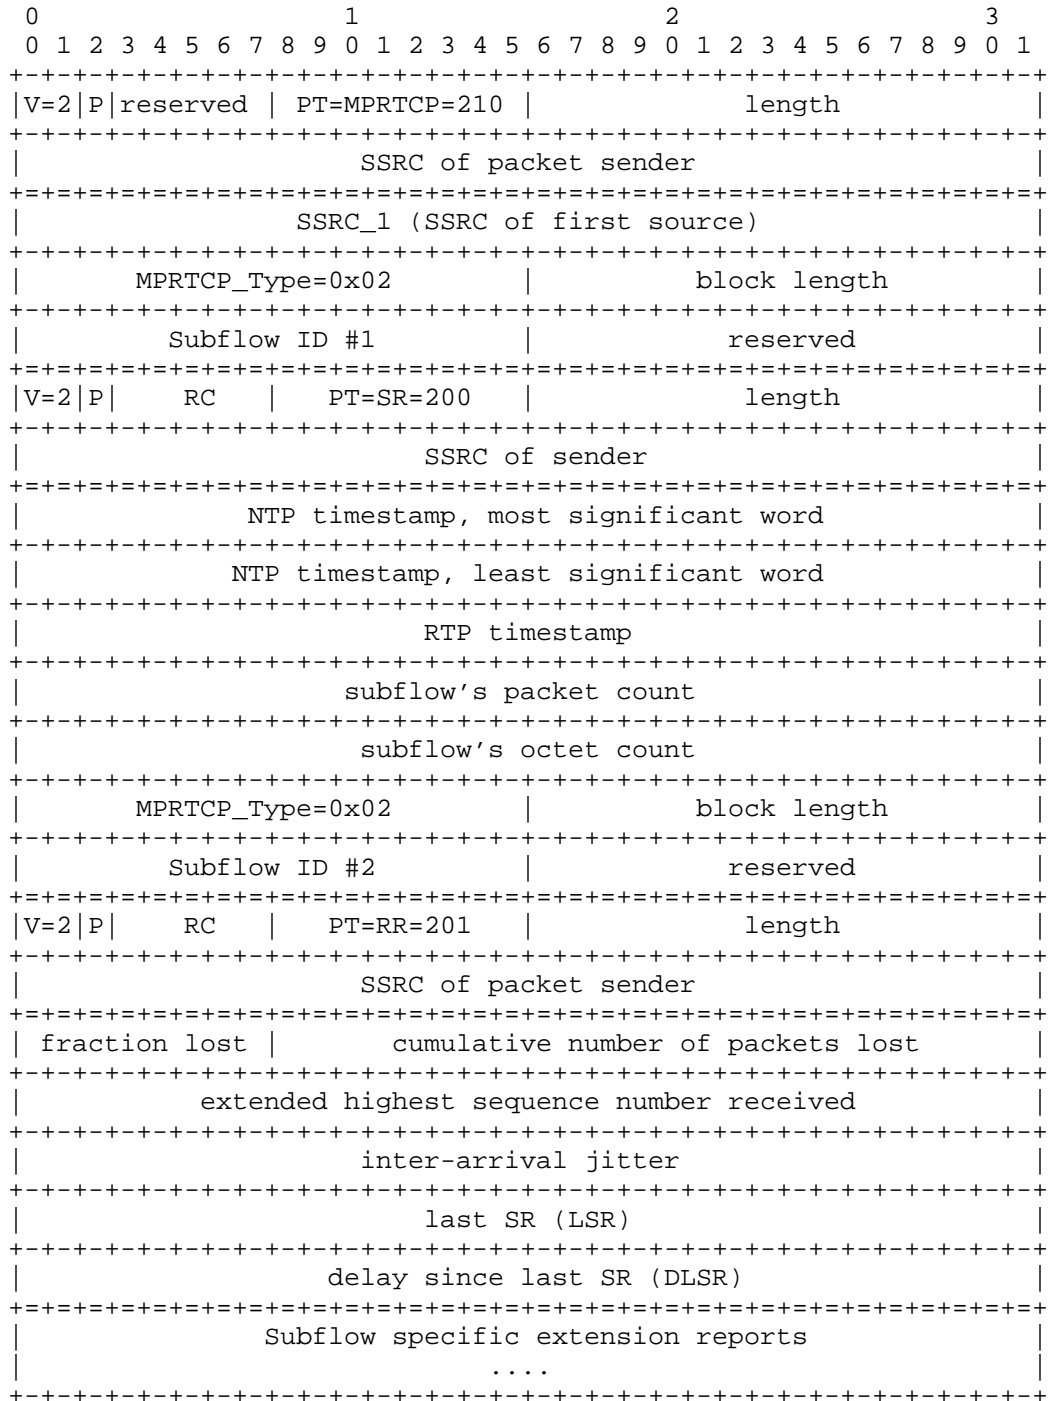 0                   1                   2                   3
 0 1 2 3 4 5 6 7 8 9 0 1 2 3 4 5 6 7 8 9 0 1 2 3 4 5 6 7 8 9 0 1
+-+-+-+-+-+-+-+-+-+-+-+-+-+-+-+-+-+-+-+-+-+-+-+-+-+-+-+-+-+-+-+-+
|V=2|P|reserved | PT=MPRTCP=210 |             length            |
+-+-+-+-+-+-+-+-+-+-+-+-+-+-+-+-+-+-+-+-+-+-+-+-+-+-+-+-+-+-+-+-+
|                     SSRC of packet sender                     |
+=+=+=+=+=+=+=+=+=+=+=+=+=+=+=+=+=+=+=+=+=+=+=+=+=+=+=+=+=+=+=+=+
|                 SSRC_1 (SSRC of first source)                 |
+-+-+-+-+-+-+-+-+-+-+-+-+-+-+-+-+-+-+-+-+-+-+-+-+-+-+-+-+-+-+-+-+
|       MPRTCP_Type=0x02        |          block length         |
+-+-+-+-+-+-+-+-+-+-+-+-+-+-+-+-+-+-+-+-+-+-+-+-+-+-+-+-+-+-+-+-+
|         Subflow ID #1         |            reserved           |
+=+=+=+=+=+=+=+=+=+=+=+=+=+=+=+=+=+=+=+=+=+=+=+=+=+=+=+=+=+=+=+=+
|V=2|P|    RC   |   PT=SR=200   |             length            |
+-+-+-+-+-+-+-+-+-+-+-+-+-+-+-+-+-+-+-+-+-+-+-+-+-+-+-+-+-+-+-+-+
|                         SSRC of sender                        |
+=+=+=+=+=+=+=+=+=+=+=+=+=+=+=+=+=+=+=+=+=+=+=+=+=+=+=+=+=+=+=+=+
|              NTP timestamp, most significant word             |
+-+-+-+-+-+-+-+-+-+-+-+-+-+-+-+-+-+-+-+-+-+-+-+-+-+-+-+-+-+-+-+-+
|             NTP timestamp, least significant word             |
+-+-+-+-+-+-+-+-+-+-+-+-+-+-+-+-+-+-+-+-+-+-+-+-+-+-+-+-+-+-+-+-+
|                         RTP timestamp                         |
+-+-+-+-+-+-+-+-+-+-+-+-+-+-+-+-+-+-+-+-+-+-+-+-+-+-+-+-+-+-+-+-+
|                    subflow’s packet count                     |
+-+-+-+-+-+-+-+-+-+-+-+-+-+-+-+-+-+-+-+-+-+-+-+-+-+-+-+-+-+-+-+-+
|                     subflow’s octet count                     |
+-+-+-+-+-+-+-+-+-+-+-+-+-+-+-+-+-+-+-+-+-+-+-+-+-+-+-+-+-+-+-+-+
|       MPRTCP_Type=0x02        |          block length         |
+-+-+-+-+-+-+-+-+-+-+-+-+-+-+-+-+-+-+-+-+-+-+-+-+-+-+-+-+-+-+-+-+
|         Subflow ID #2         |            reserved           |
+=+=+=+=+=+=+=+=+=+=+=+=+=+=+=+=+=+=+=+=+=+=+=+=+=+=+=+=+=+=+=+=+
|V=2|P|    RC   |   PT=RR=201   |             length            |
+-+-+-+-+-+-+-+-+-+-+-+-+-+-+-+-+-+-+-+-+-+-+-+-+-+-+-+-+-+-+-+-+
|                     SSRC of packet sender                     |
+=+=+=+=+=+=+=+=+=+=+=+=+=+=+=+=+=+=+=+=+=+=+=+=+=+=+=+=+=+=+=+=+
| fraction lost |       cumulative number of packets lost       |
+-+-+-+-+-+-+-+-+-+-+-+-+-+-+-+-+-+-+-+-+-+-+-+-+-+-+-+-+-+-+-+-+
|           extended highest sequence number received           |
+-+-+-+-+-+-+-+-+-+-+-+-+-+-+-+-+-+-+-+-+-+-+-+-+-+-+-+-+-+-+-+-+
|                     inter-arrival jitter                      |
+-+-+-+-+-+-+-+-+-+-+-+-+-+-+-+-+-+-+-+-+-+-+-+-+-+-+-+-+-+-+-+-+
|                         last SR (LSR)                         |
+-+-+-+-+-+-+-+-+-+-+-+-+-+-+-+-+-+-+-+-+-+-+-+-+-+-+-+-+-+-+-+-+
|                   delay since last SR (DLSR)                  |
+=+=+=+=+=+=+=+=+=+=+=+=+=+=+=+=+=+=+=+=+=+=+=+=+=+=+=+=+=+=+=+=+
|               Subflow specific extension reports              |
|                             ....                              |
+-+-+-+-+-+-+-+-+-+-+-+-+-+-+-+-+-+-+-+-+-+-+-+-+-+-+-+-+-+-+-+-+